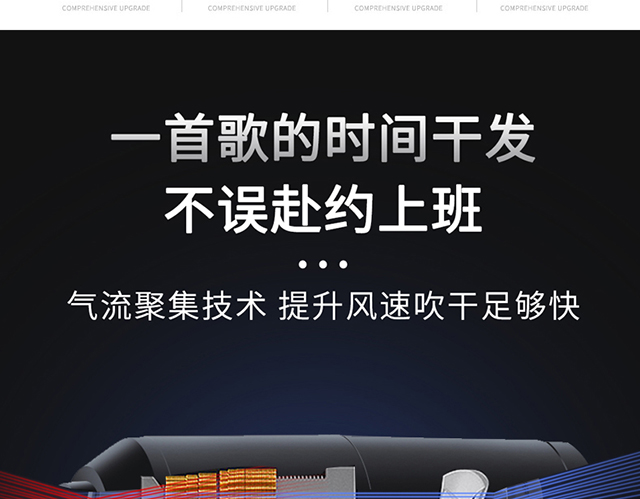 COMPREHENSIVE UPGRADE COMPREHENSIVE UPGRADE COMPREHENSIVE UPGRADE COMPREHENSIVE UPGRADE
一首歌的时间干发
不误赴约上班
•••
气流聚集技术 提升风速吹干足够快